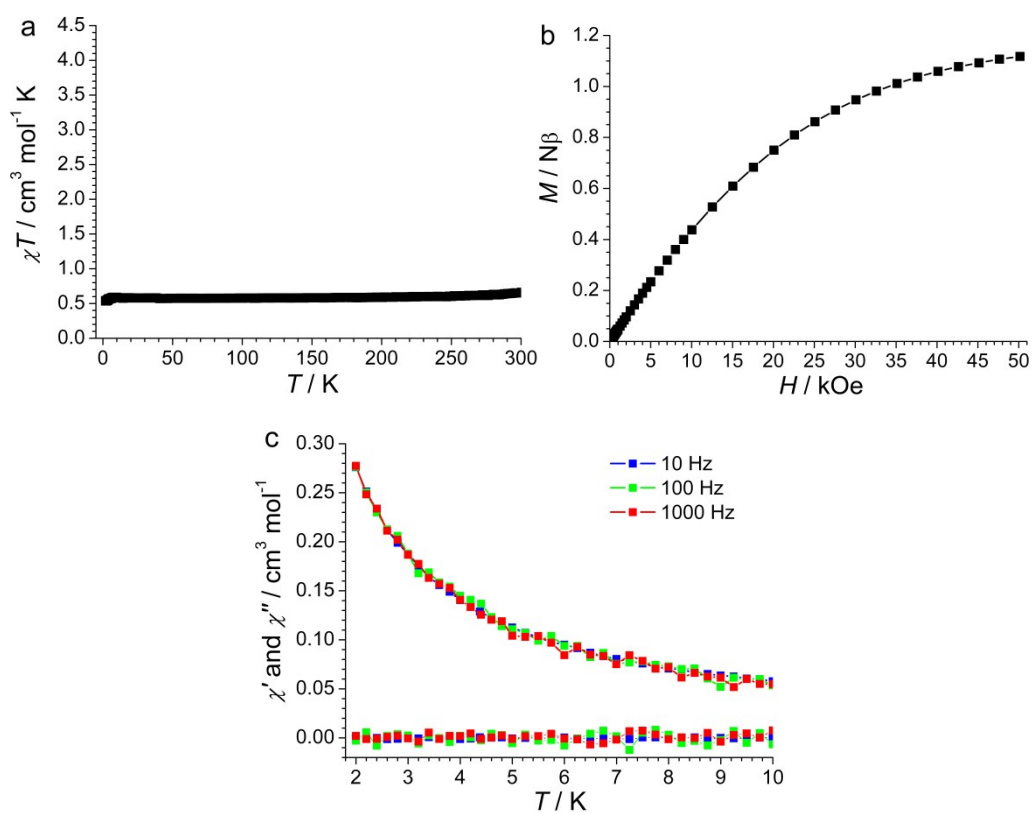 a
4.5
4.0
3.5
3.0
2.5
2.0
1.5
1.0
0.5
0.0
χT / cm³ mol⁻¹ K
0 50 100 150 200 250 300
T / K
b
1.2
1.0
0.8
0.6
0.4
0.2
0.0
M / Nβ
0 5 10 15 20 25 30 35 40 45 50
H / kOe
c
0.30
0.25
0.20
0.15
0.10
0.05
0.00
χ' and χ'' / cm³ mol⁻¹
10 Hz
100 Hz
1000 Hz
2 3 4 5 6 7 8 9 10
T / K